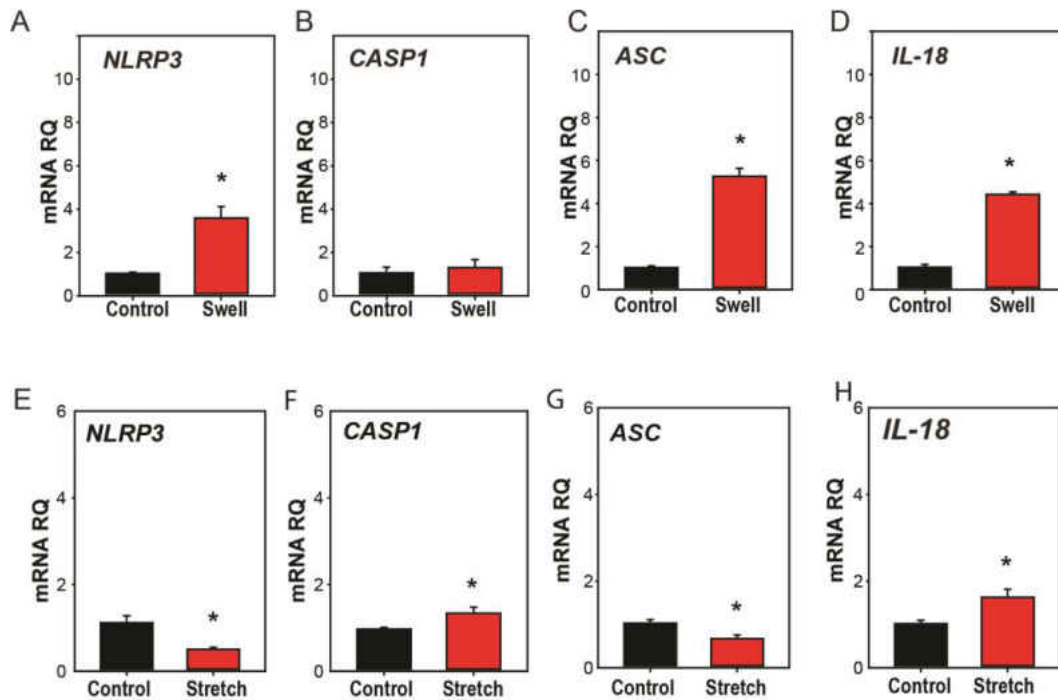 A
NLRP3
mRNA RQ
10
8
6
4
2
0
*
Control Swell
B
CASP1
mRNA RQ
10
8
6
4
2
0
Control Swell
C
ASC
mRNA RQ
10
8
6
4
2
0
*
Control Swell
D
IL-18
mRNA RQ
10
8
6
4
2
0
*
Control Swell
E
NLRP3
mRNA RQ
6
4
2
0
*
Control Stretch
F
CASP1
mRNA RQ
6
4
2
0
*
Control Stretch
G
ASC
mRNA RQ
6
4
2
0
*
Control Stretch
H
IL-18
mRNA RQ
6
4
2
0
*
Control Stretch